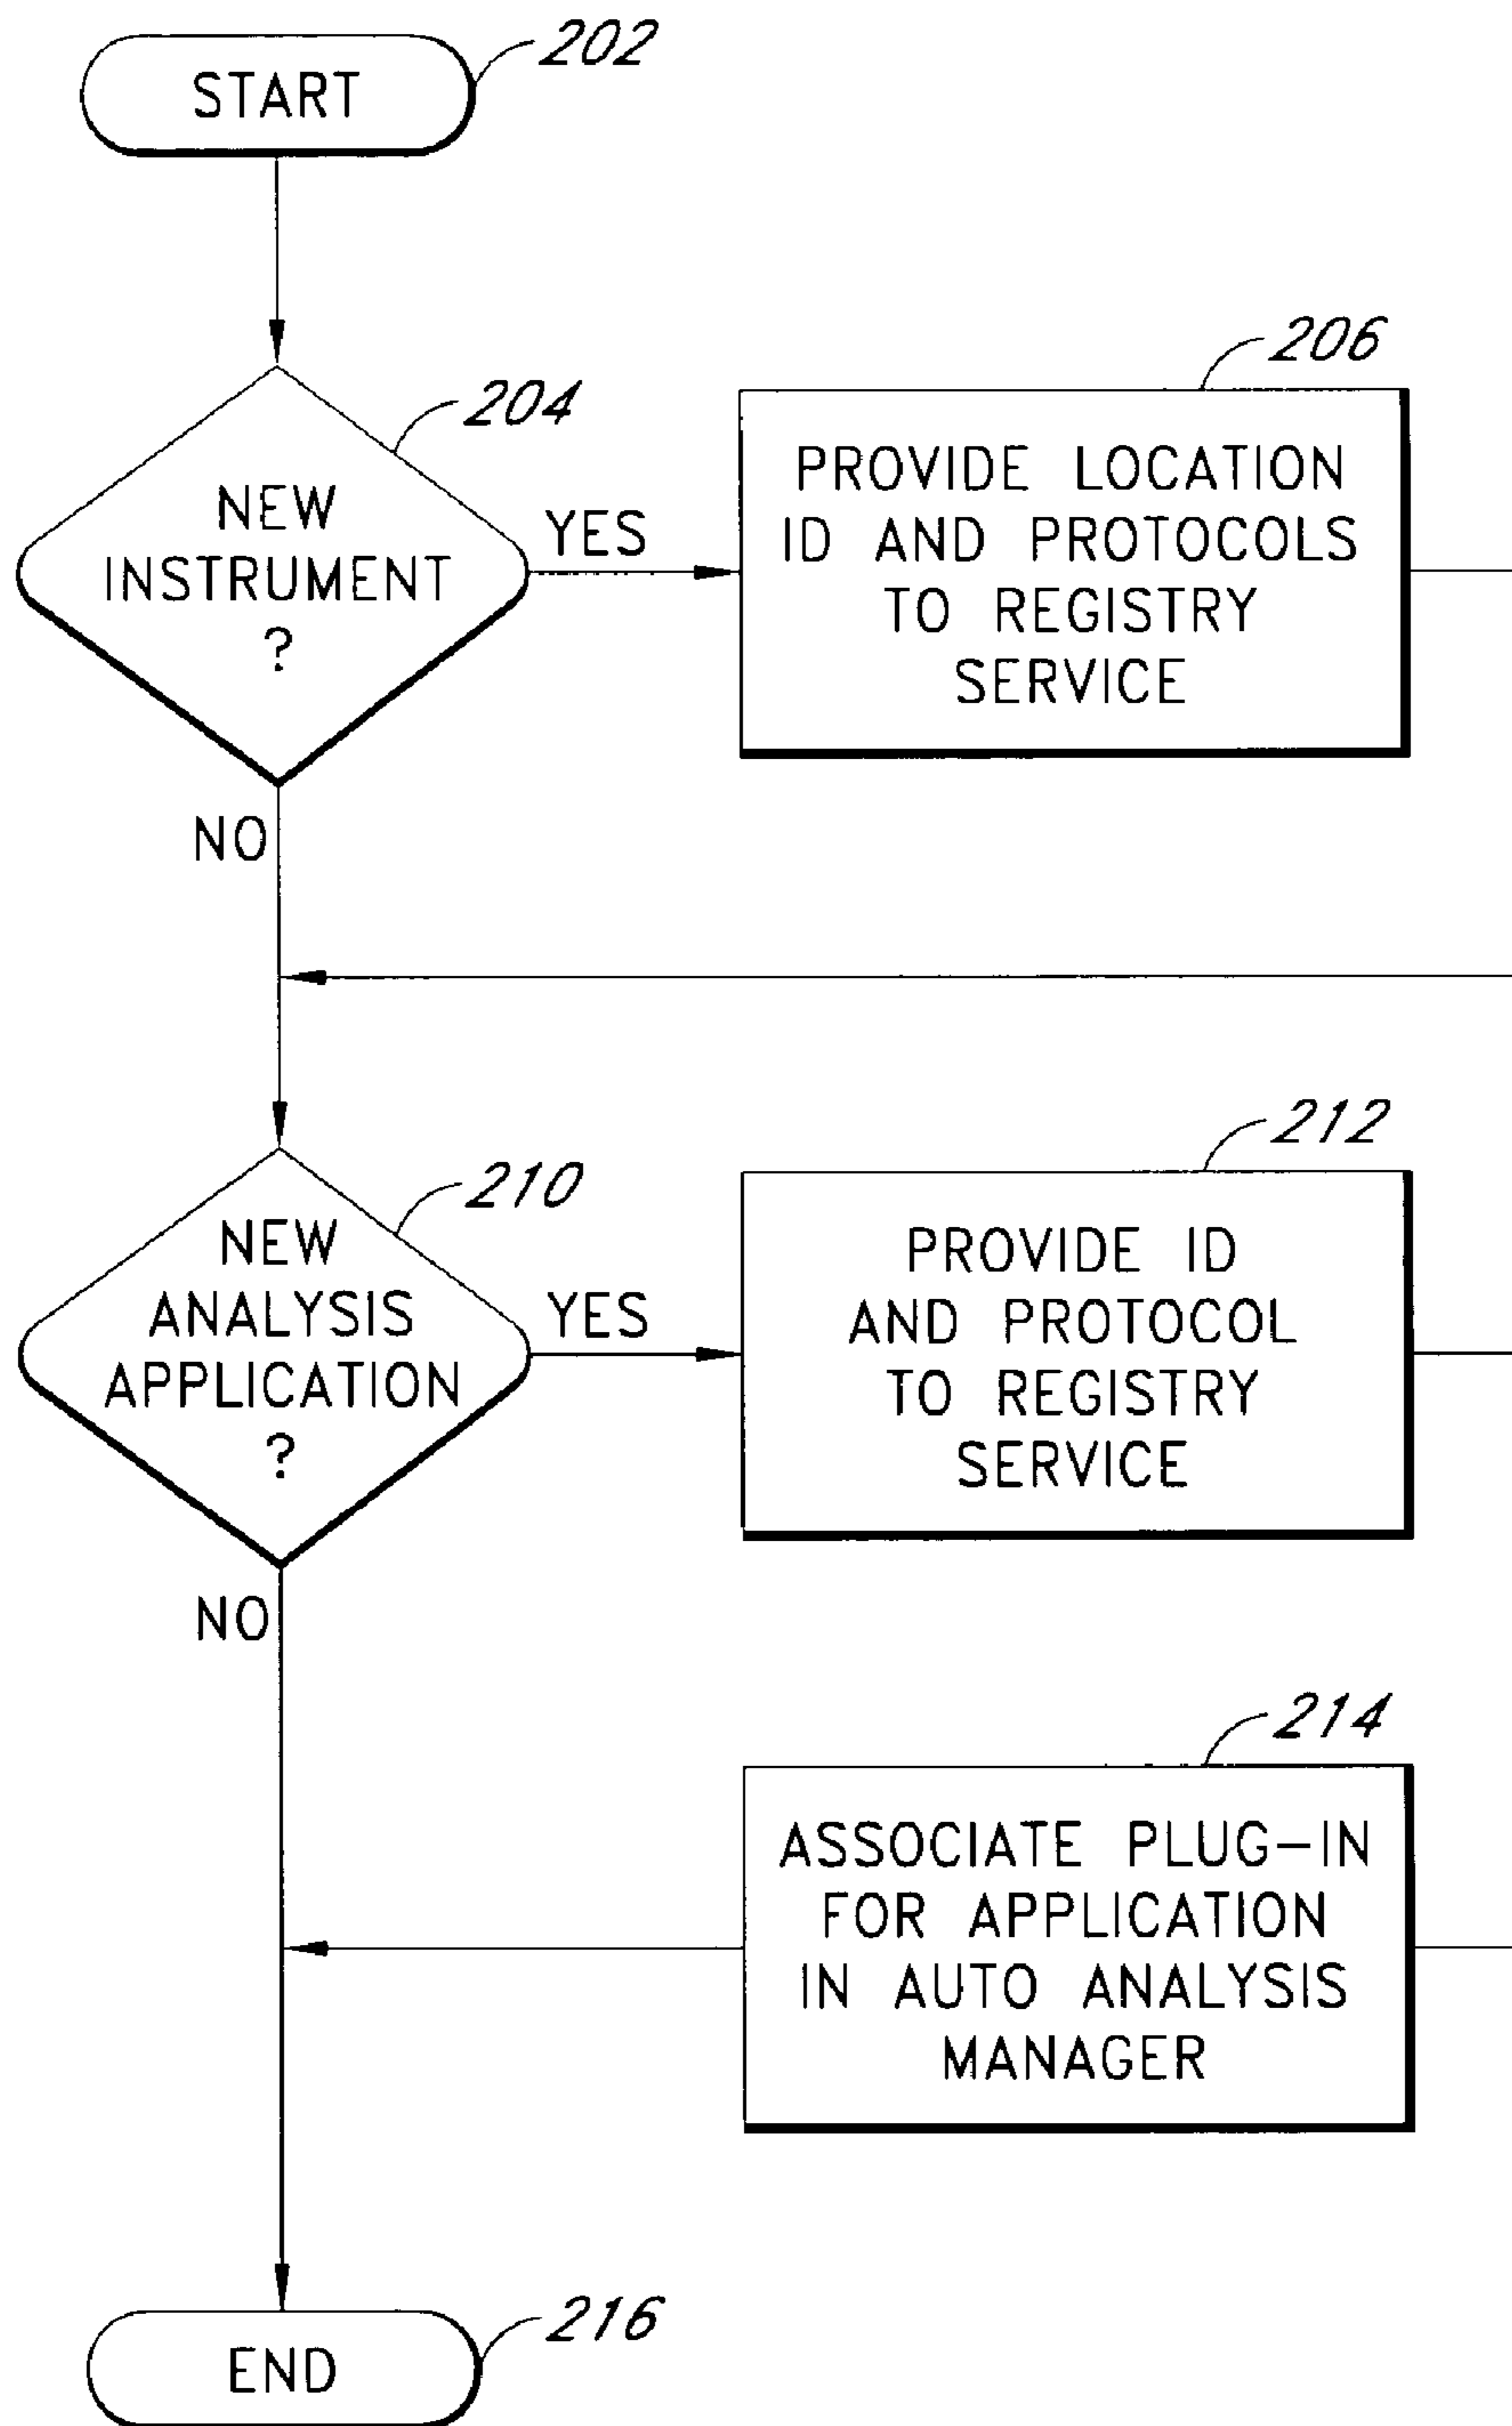 START
202
204
NEW
INSTRUMENT
?
YES
NO
206
PROVIDE LOCATION
ID AND PROTOCOLS
TO REGISTRY
SERVICE
210
NEW
ANALYSIS
APPLICATION
?
YES
NO
212
PROVIDE ID
AND PROTOCOL
TO REGISTRY
SERVICE
214
ASSOCIATE PLUG-IN
FOR APPLICATION
IN AUTO ANALYSIS
MANAGER
END
216